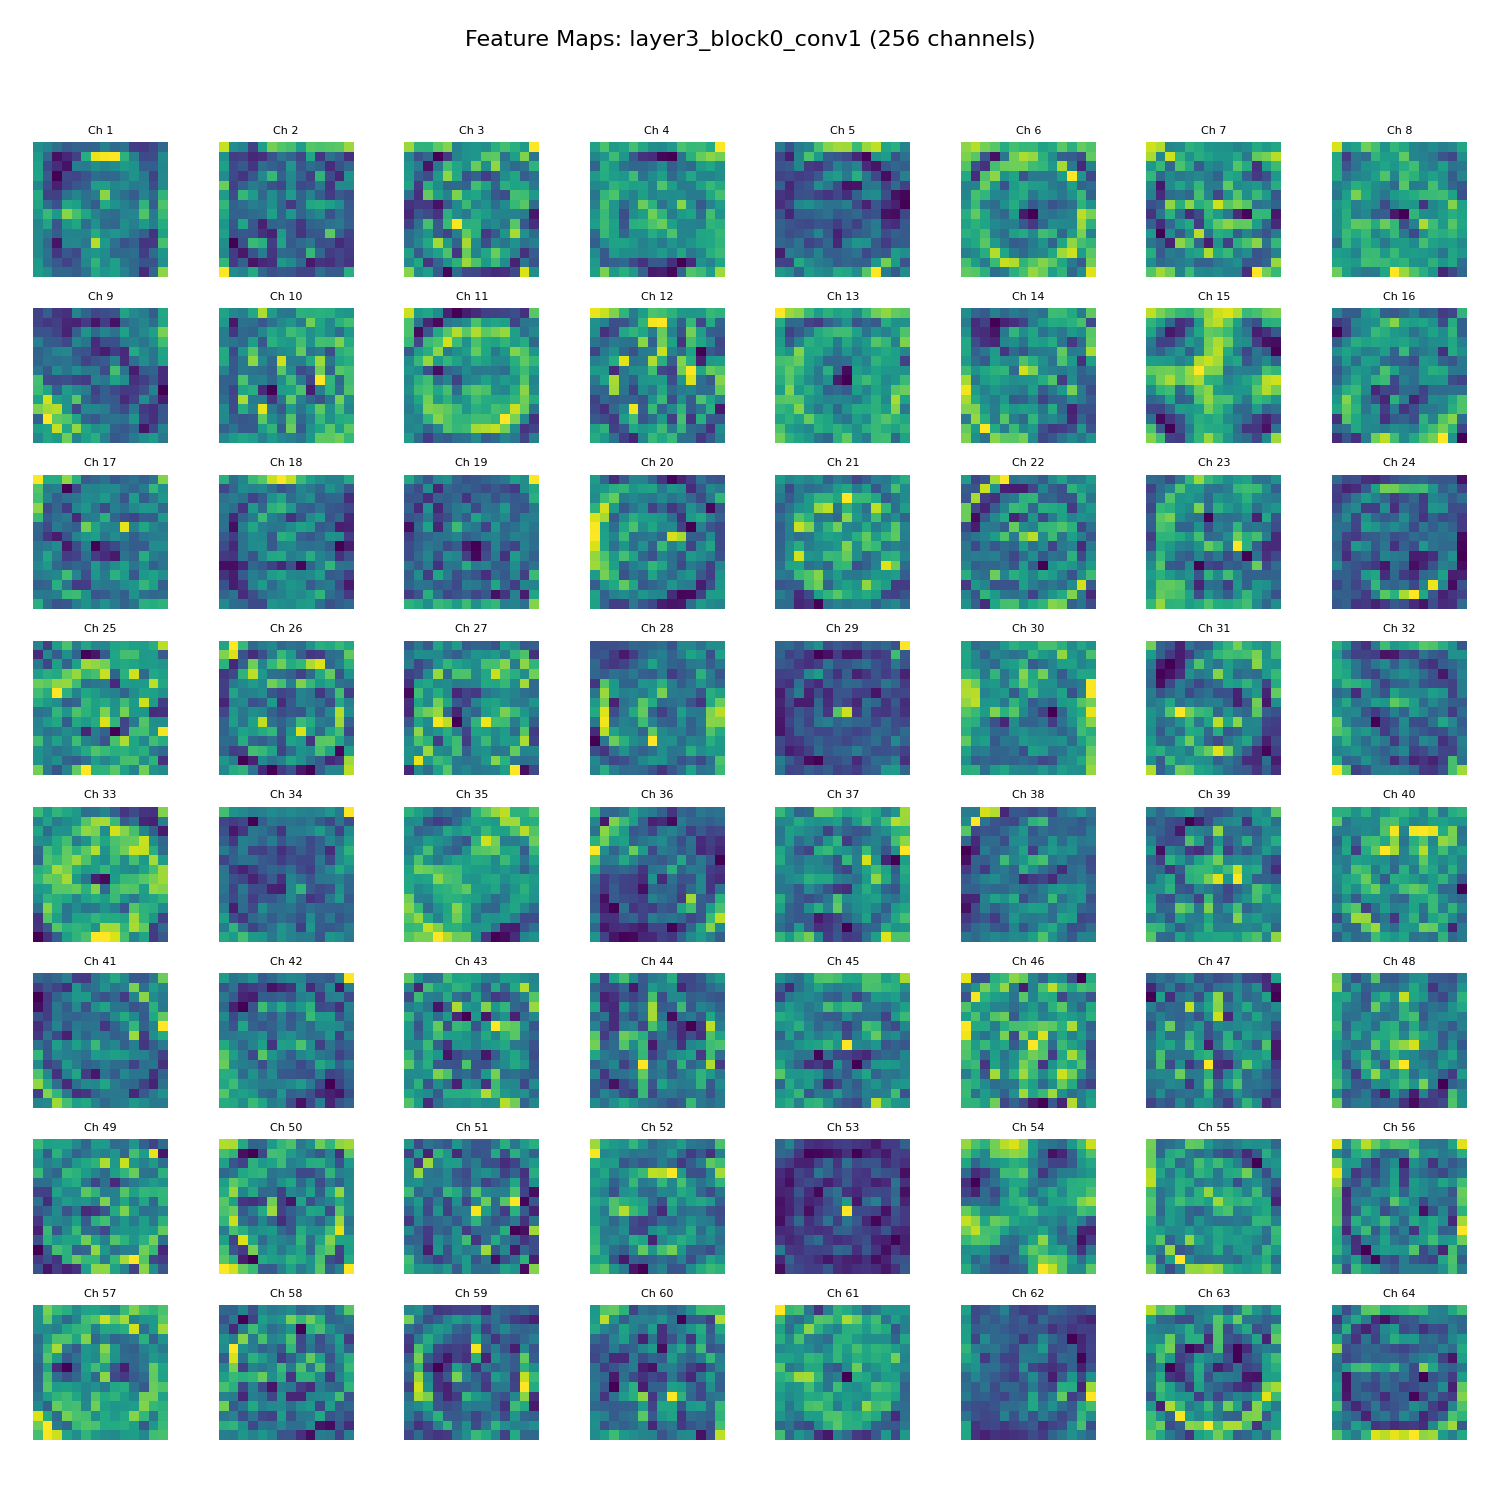 Feature Maps: layer3_block0_conv1 (256 channels)
Ch 1 Ch 2 Ch 3 Ch 4 Ch 5 Ch 6 Ch 7 Ch 8
Ch 9 Ch 10 Ch 11 Ch 12 Ch 13 Ch 14 Ch 15 Ch 16
Ch 17 Ch 18 Ch 19 Ch 20 Ch 21 Ch 22 Ch 23 Ch 24
Ch 25 Ch 26 Ch 27 Ch 28 Ch 29 Ch 30 Ch 31 Ch 32
Ch 33 Ch 34 Ch 35 Ch 36 Ch 37 Ch 38 Ch 39 Ch 40
Ch 41 Ch 42 Ch 43 Ch 44 Ch 45 Ch 46 Ch 47 Ch 48
Ch 49 Ch 50 Ch 51 Ch 52 Ch 53 Ch 54 Ch 55 Ch 56
Ch 57 Ch 58 Ch 59 Ch 60 Ch 61 Ch 62 Ch 63 Ch 64